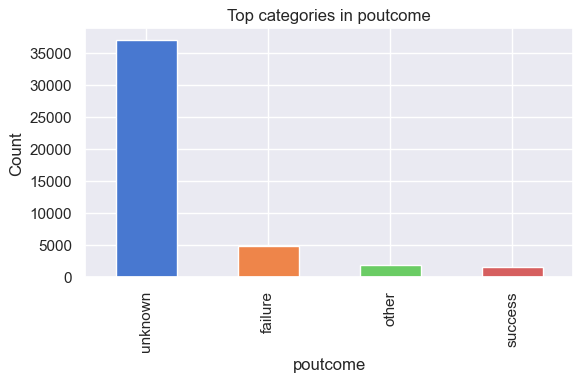 Top categories in poutcome
Count
35000
30000
25000
20000
15000
10000
5000
0
unknown
failure
other
success
poutcome